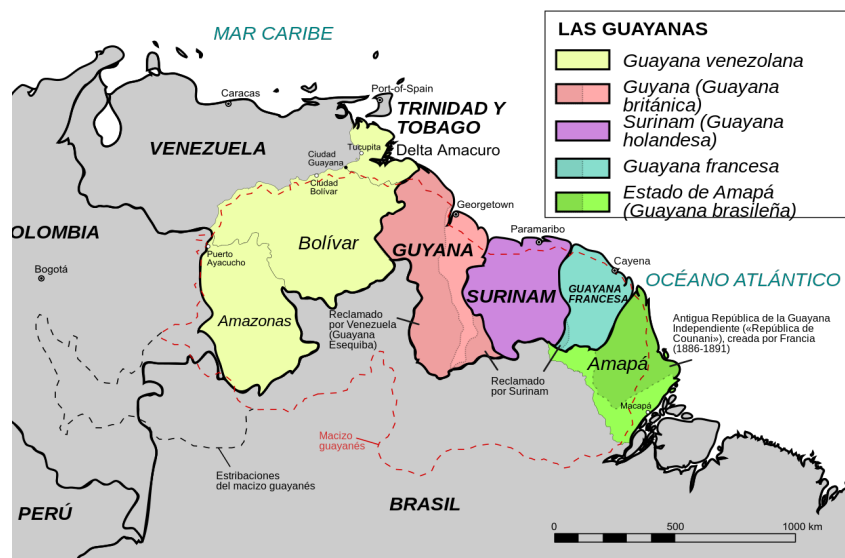 MAR CARIBE
LAS GUAYANAS
Guayana venezolana
Guyana (Guayana
británica)
Surinam (Guayana
holandesa)
Guayana francesa
Estado de Amapá
(Guayana brasileña)
Caracas
Port-of-Spain
TRINIDAD Y
TOBAGO
VENEZUELA
Tucupita
Delta Amacuro
Ciudad
Guayana
Ciudad
Bolívar
Georgetown
Paramaribo
OLOMBIA
Bolívar
GUYANA
Puerto
Ayacucho
Cayena
Bogotá
OCÉANO ATLÁNTICO
SURINAM
GUAYANA
FRANCESA
Amazonas
Reclamado
por Venezuela
(Guayana
Esequiba)
Antigua República de la Guayana
Independiente («República de
Counani»), creada por Francia
(1886-1891)
Amapá
Reclamado
por Surinam
Macapá
Macizo
guayanés
Estribaciones
del macizo guayanés
PERÚ
BRASIL
0 500 1000 km